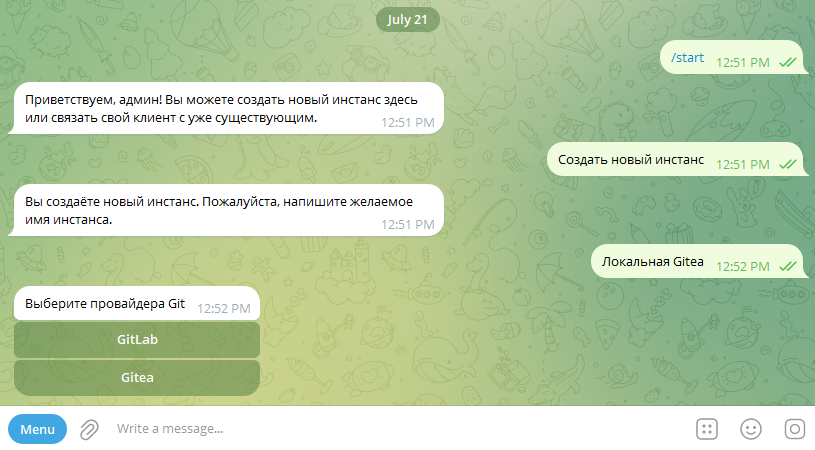 July 21
/start 12:51 PM
Приветствуем, админ! Вы можете создать новый инстанс здесь
или связать свой клиент с уже существующим. 12:51 PM
Создать новый инстанс 12:51 PM
Вы создаёте новый инстанс. Пожалуйста, напишите желаемое
имя инстанса. 12:51 PM
Локальная Gitea 12:52 PM
Выберите провайдера Git 12:52 PM
GitLab
Gitea
Menu Write a message...